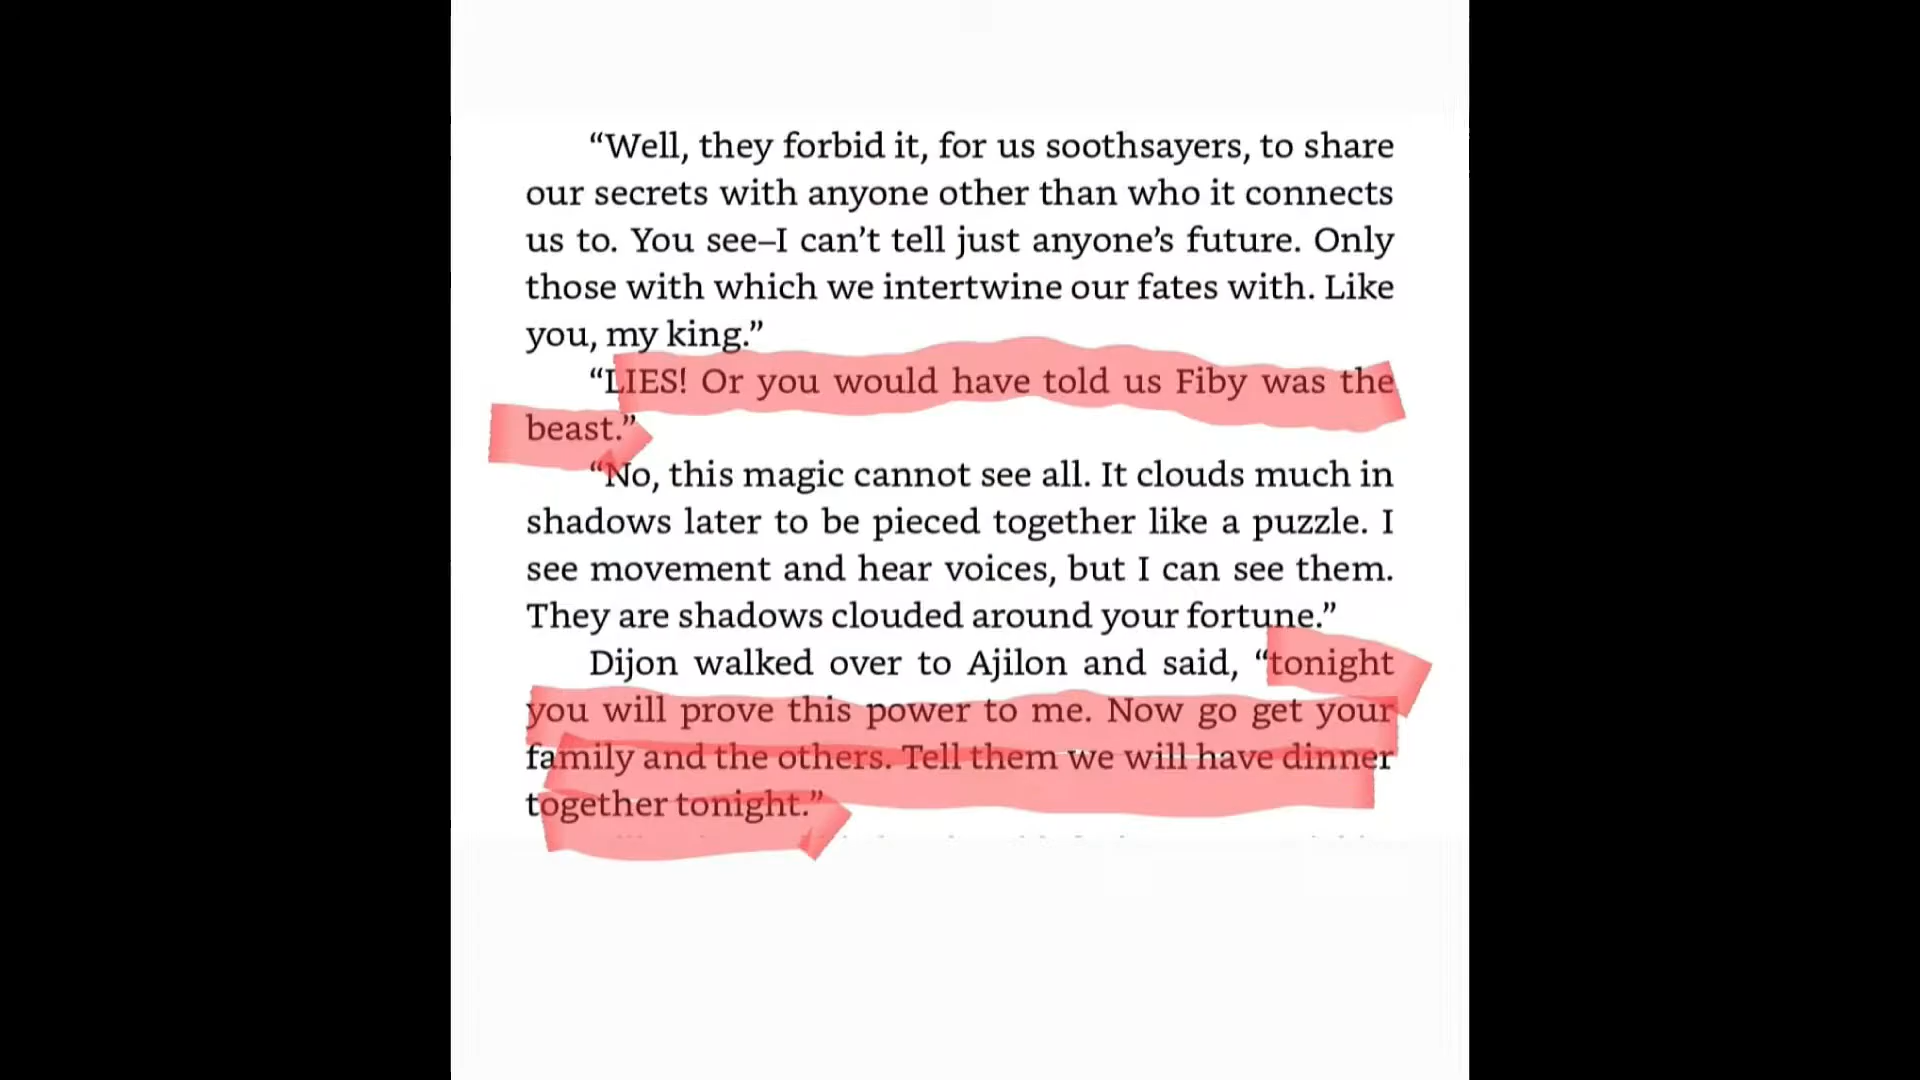 “Well, they forbid it, for us soothsayers, to share
our secrets with anyone other than who it connects
us to. You see–I can’t tell just anyone’s future. Only
those with which we intertwine our fates with. Like
you, my king.”
“LIES! Or you would have told us Fiby was the
beast.”
“No, this magic cannot see all. It clouds much in
shadows later to be pieced together like a puzzle. I
see movement and hear voices, but I can see them.
They are shadows clouded around your fortune.”
Dijon walked over to Ajilon and said, “tonight
you will prove this power to me. Now go get your
family and the others. Tell them we will have dinner
together tonight.”